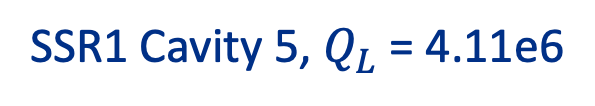 SSR1 Cavity 5, Q_L = 4.11e6